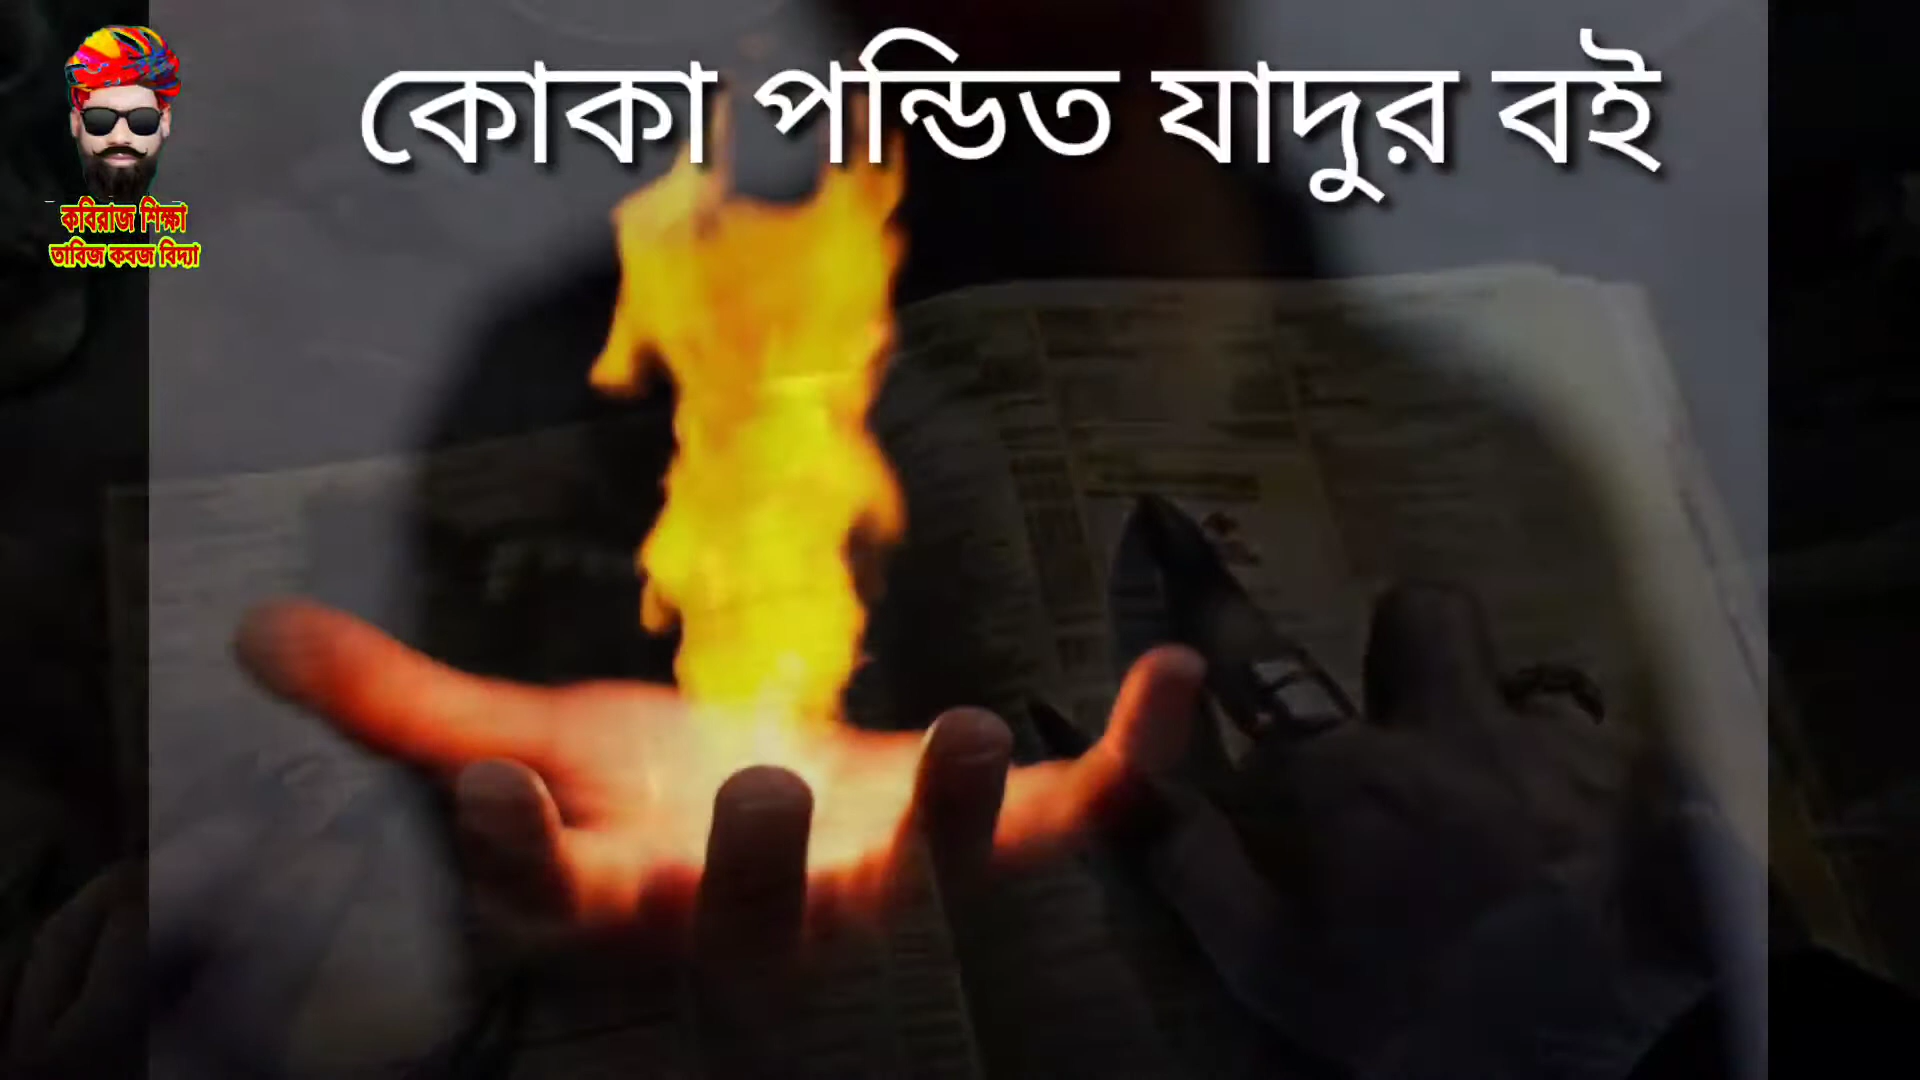 কোকা পন্ডিত যাদুর বই
কবিরাজ শিক্ষা
তাবিজ কবজ বিদ্যা